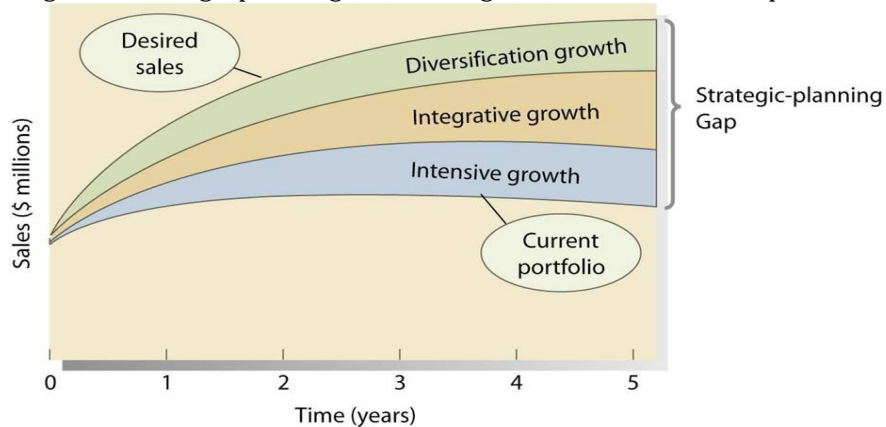 Desired
sales
Diversification growth
Integrative growth
Intensive growth
Strategic-planning
Gap
Current
portfolio
Sales ($ millions)
0 1 2 3 4 5
Time (years)